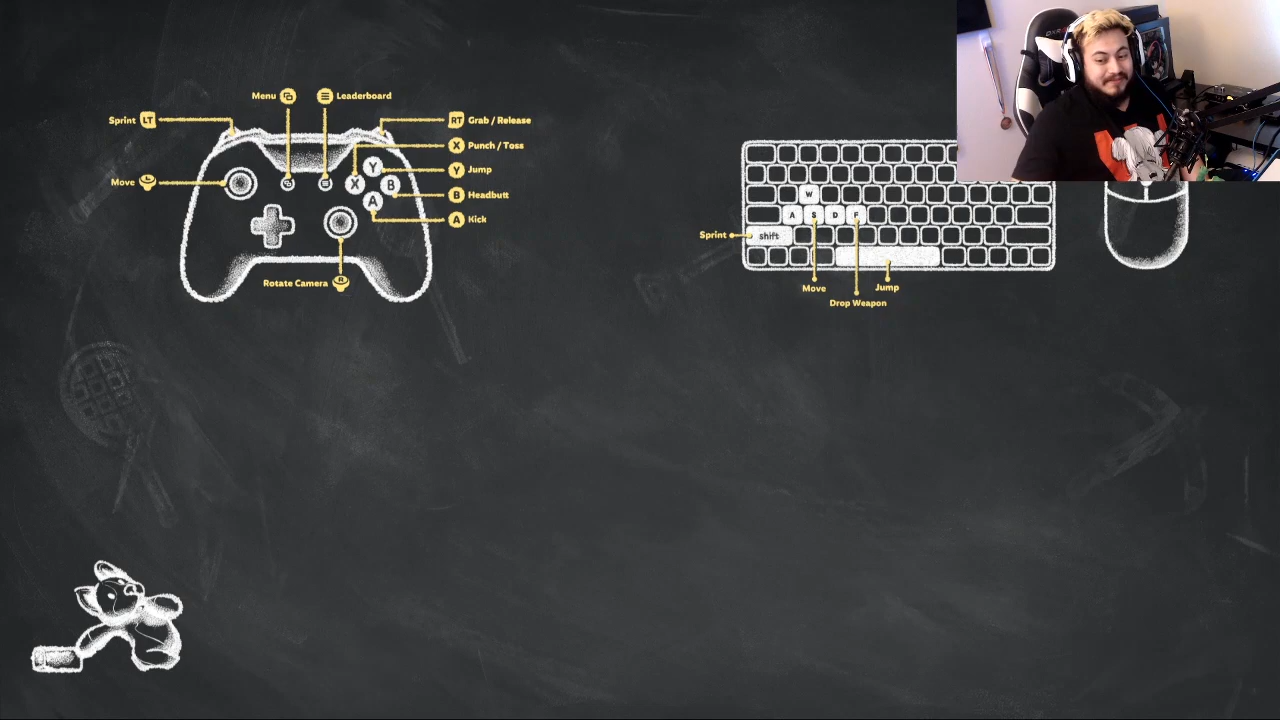 Menu
Leaderboard
Sprint LT
RT Grab / Release
X Punch / Toss
Y Jump
Move L
B Headbutt
A Kick
Rotate Camera R
Y
X B
A
W
A S D F
Sprint shift
Move
Jump
Drop Weapon